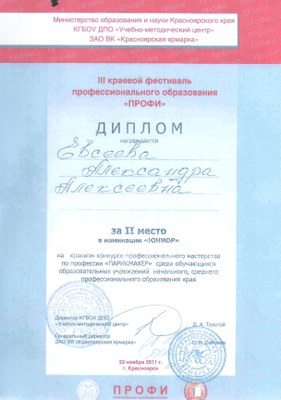 Министерство образования и науки Красноярского края
КГБОУ ДПО «Учебно-методический центр»
ЗАО ВК «Красноярская ярмарка»
III краевой фестиваль
профессионального образования
«ПРОФИ»
ДИПЛОМ
награждается
Евсеева
Александра
Алексеевна
за II место
в номинации «ЮНИОР»
на краевом конкурсе профессионального мастерства
по профессии «ПАРИКМАХЕР» среди обучающихся
образовательных учреждений начального, среднего
профессионального образования края
Директор КГБОУ ДПО
«Учебно-методический центр»
Генеральный директор
ЗАО ВК «Красноярская ярмарка»
22 ноября 2011 г.
г. Красноярск
ПРОФИ